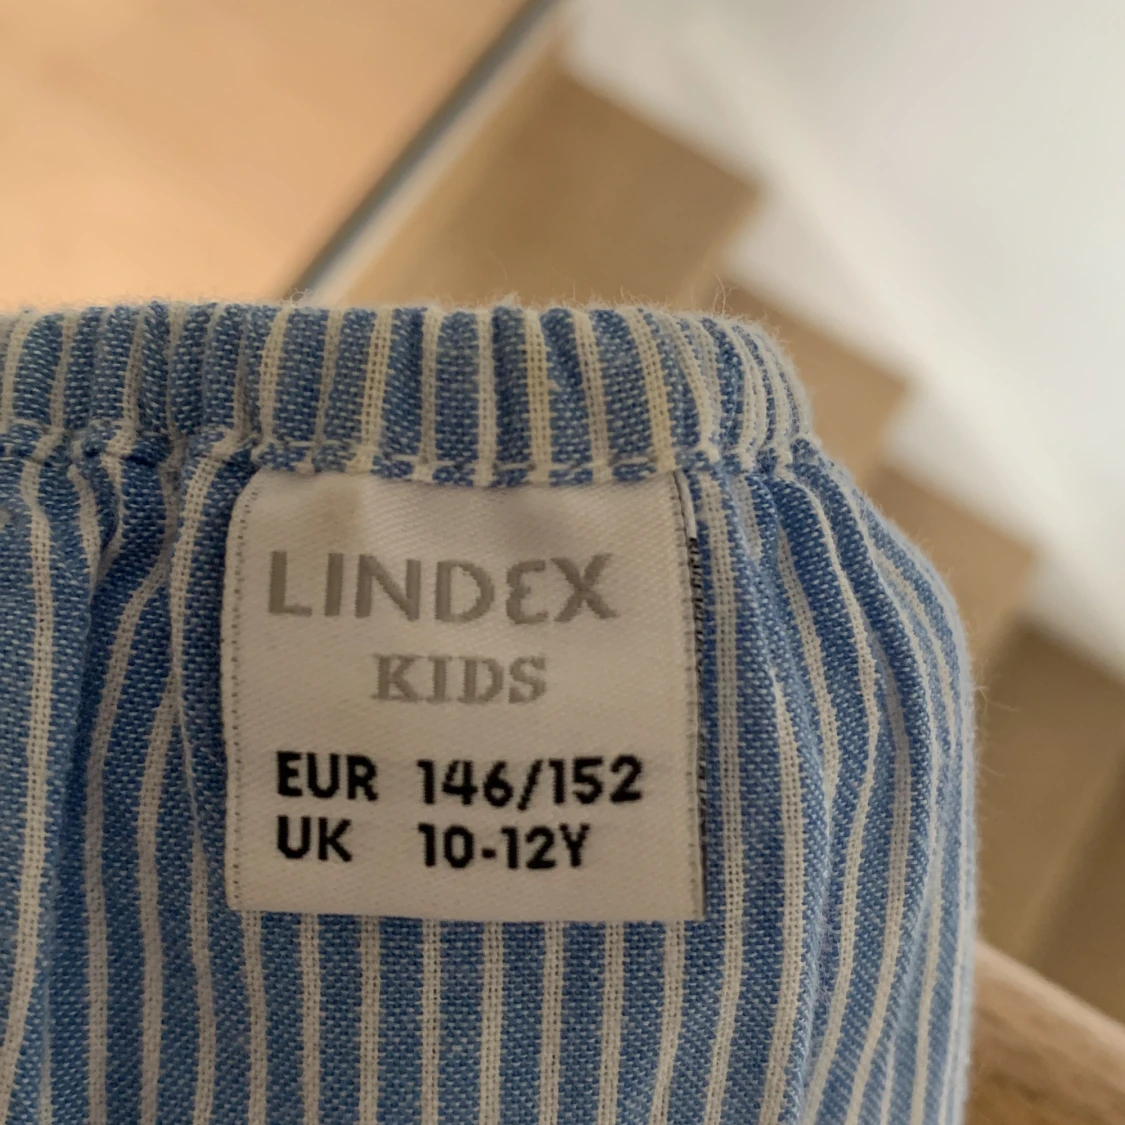 LINDEX
KIDS
EUR 146/152
UK 10-12Y